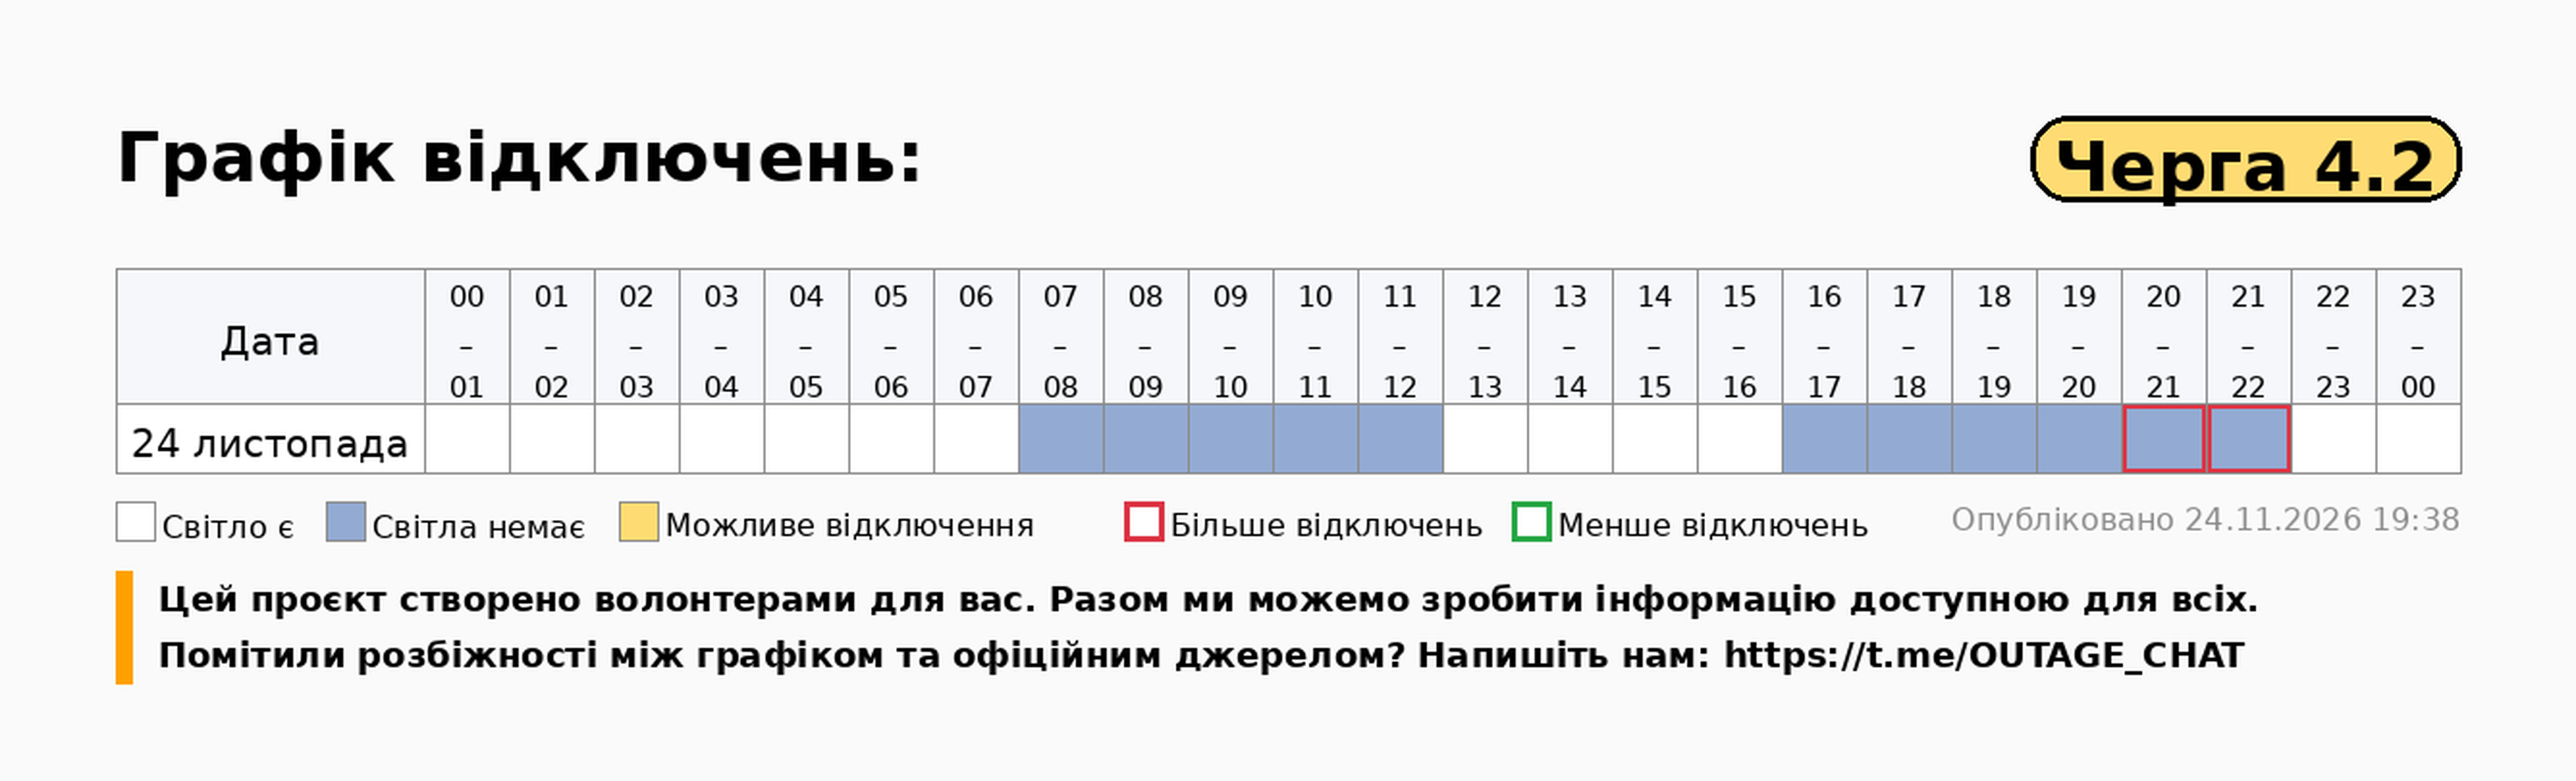 Графік відключень:
Черга 4.2
Дата
00 – 01
01 – 02
02 – 03
03 – 04
04 – 05
05 – 06
06 – 07
07 – 08
08 – 09
09 – 10
10 – 11
11 – 12
12 – 13
13 – 14
14 – 15
15 – 16
16 – 17
17 – 18
18 – 19
19 – 20
20 – 21
21 – 22
22 – 23
23 – 00
24 листопада
Світло є
Світла немає
Можливе відключення
Більше відключень
Менше відключень
Опубліковано 24.11.2026 19:38
Цей проєкт створено волонтерами для вас. Разом ми можемо зробити інформацію доступною для всіх.
Помітили розбіжності між графіком та офіційним джерелом? Напишіть нам: https://t.me/OUTAGE_CHAT